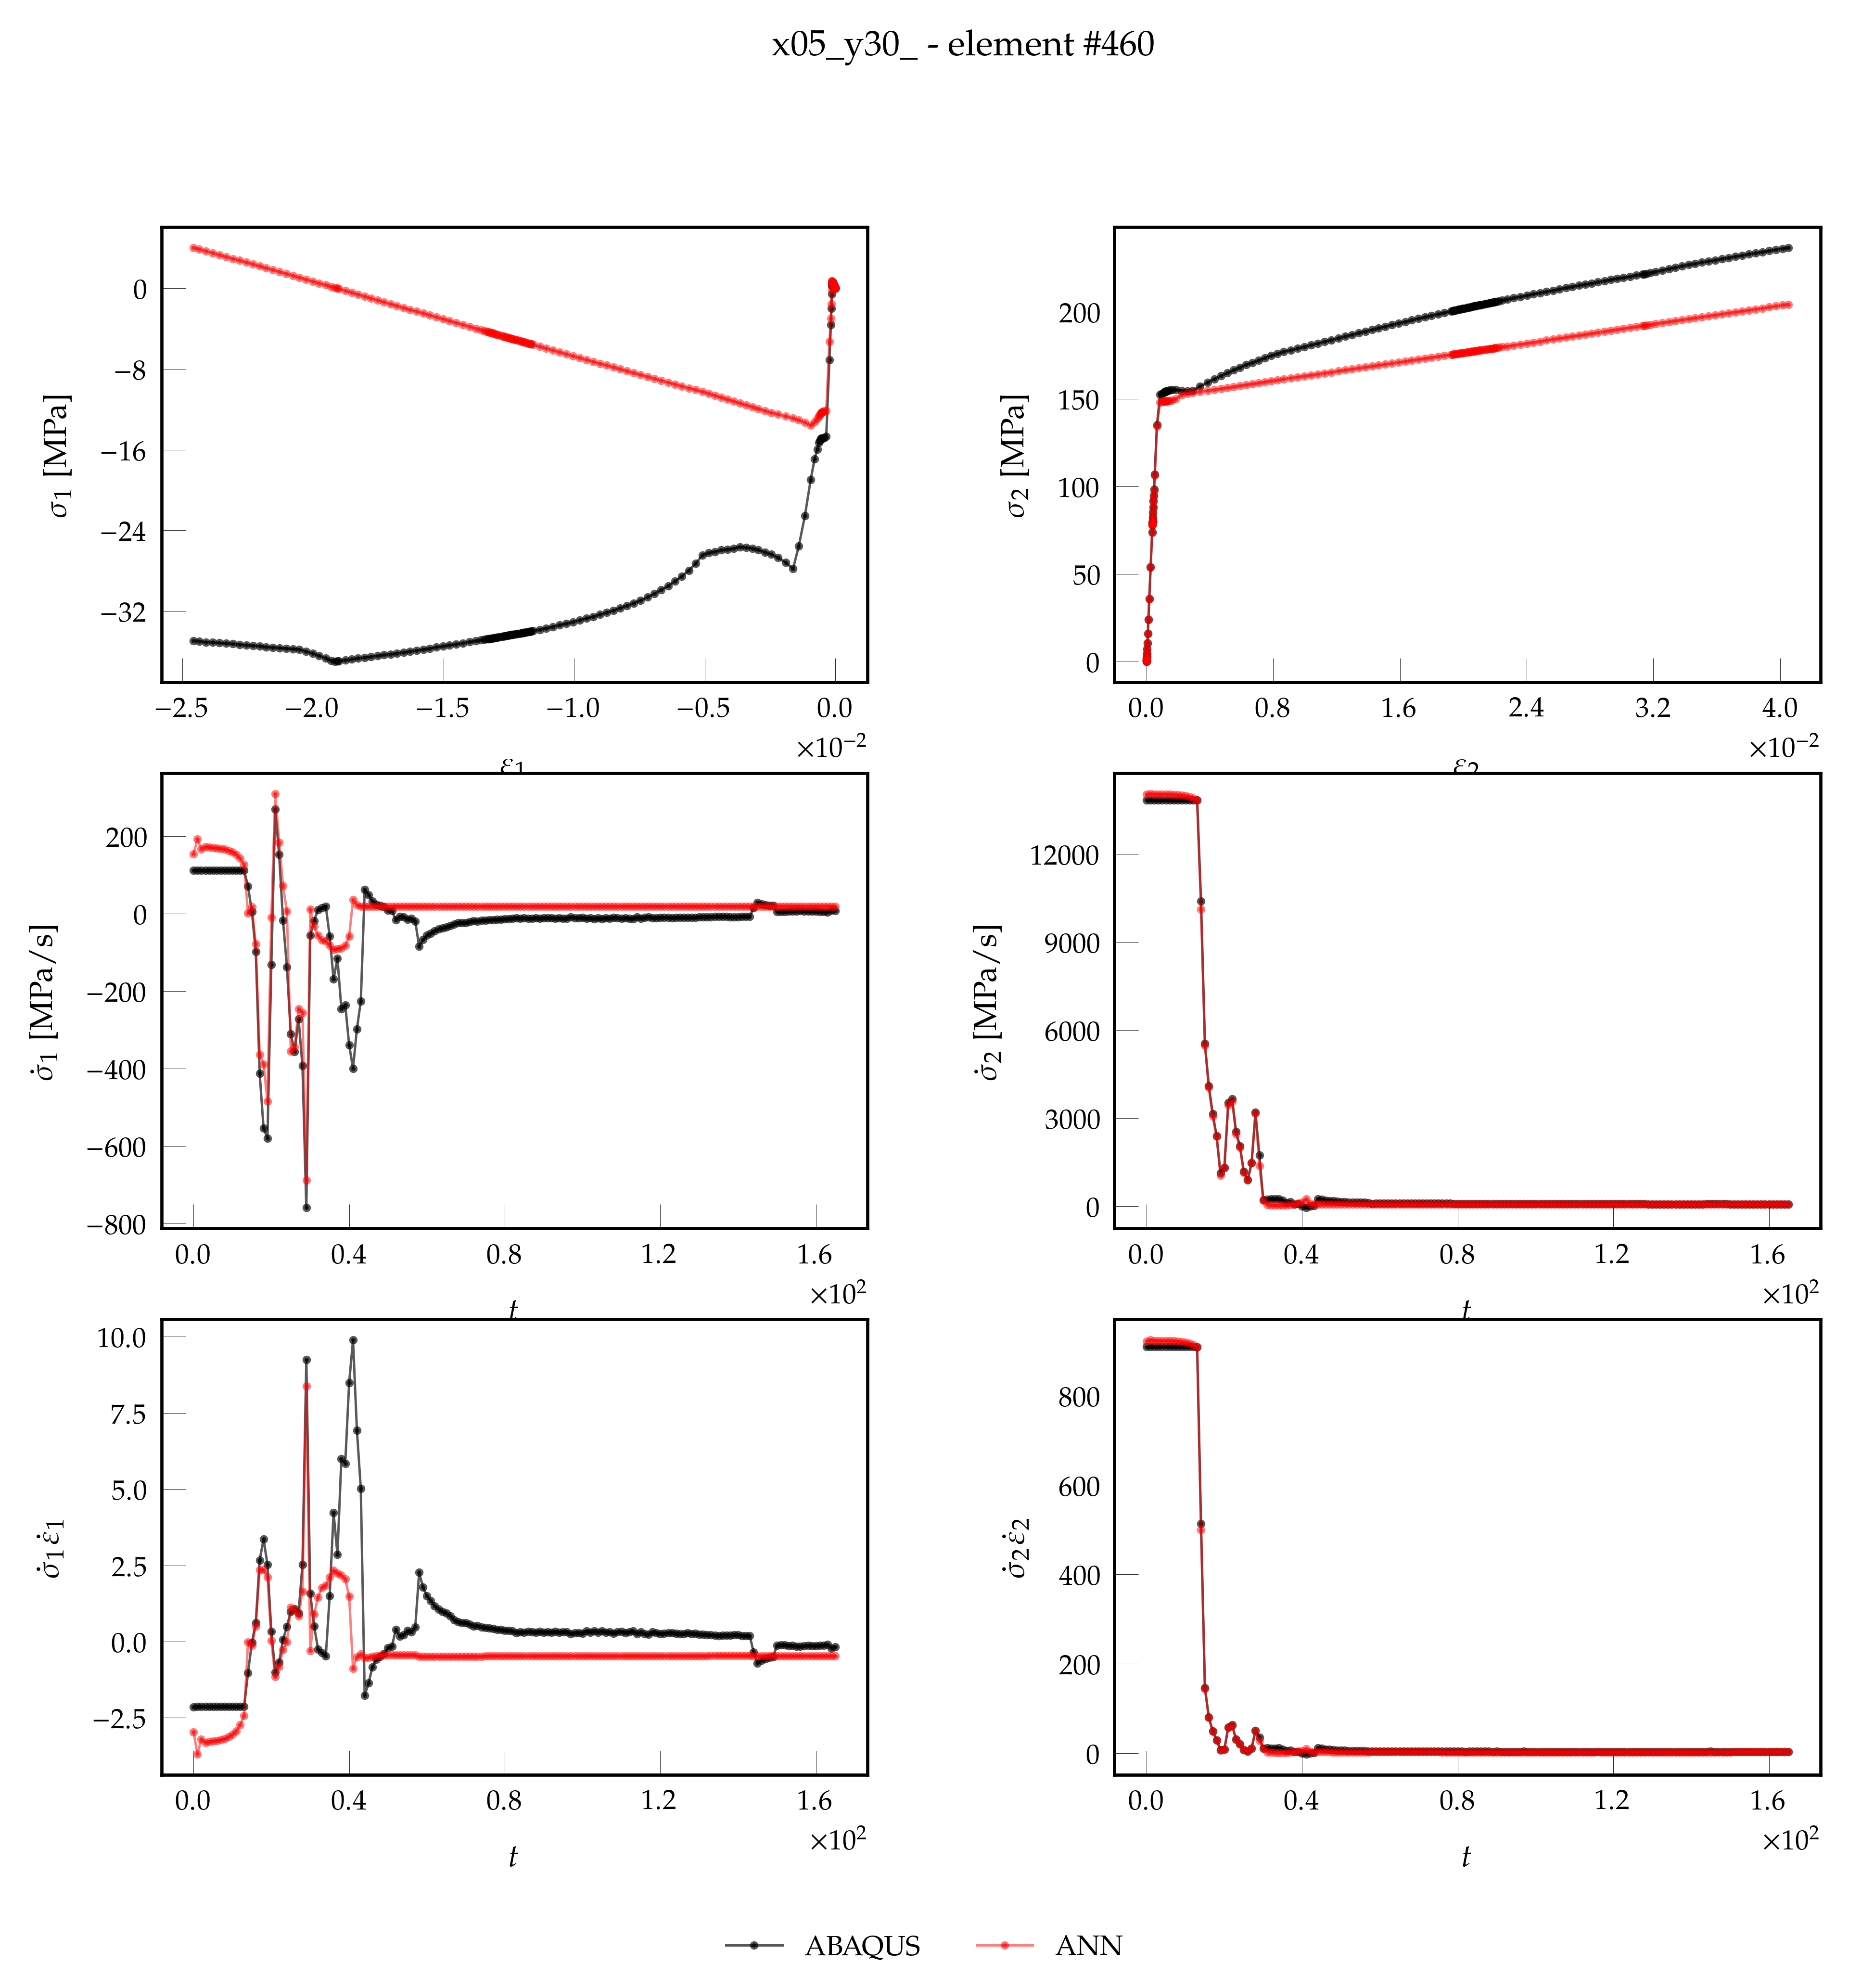 x05_y30_ - element #460
σ1 [MPa]
0
−8
−16
−24
−32
−2.5 −2.0 −1.5 −1.0 −0.5 0.0
×10−2
ε1
σ2 [MPa]
200
150
100
50
0
0.0 0.8 1.6 2.4 3.2 4.0
×10−2
ε2
σ̇1 [MPa/s]
200
0
−200
−400
−600
−800
0.0 0.4 0.8 1.2 1.6
×102
t
σ̇2 [MPa/s]
12000
9000
6000
3000
0
0.0 0.4 0.8 1.2 1.6
×102
t
σ̇1ε̇1
10.0
7.5
5.0
2.5
0.0
−2.5
0.0 0.4 0.8 1.2 1.6
×102
t
σ̇2ε̇2
800
600
400
200
0
0.0 0.4 0.8 1.2 1.6
×102
t
ABAQUS ANN